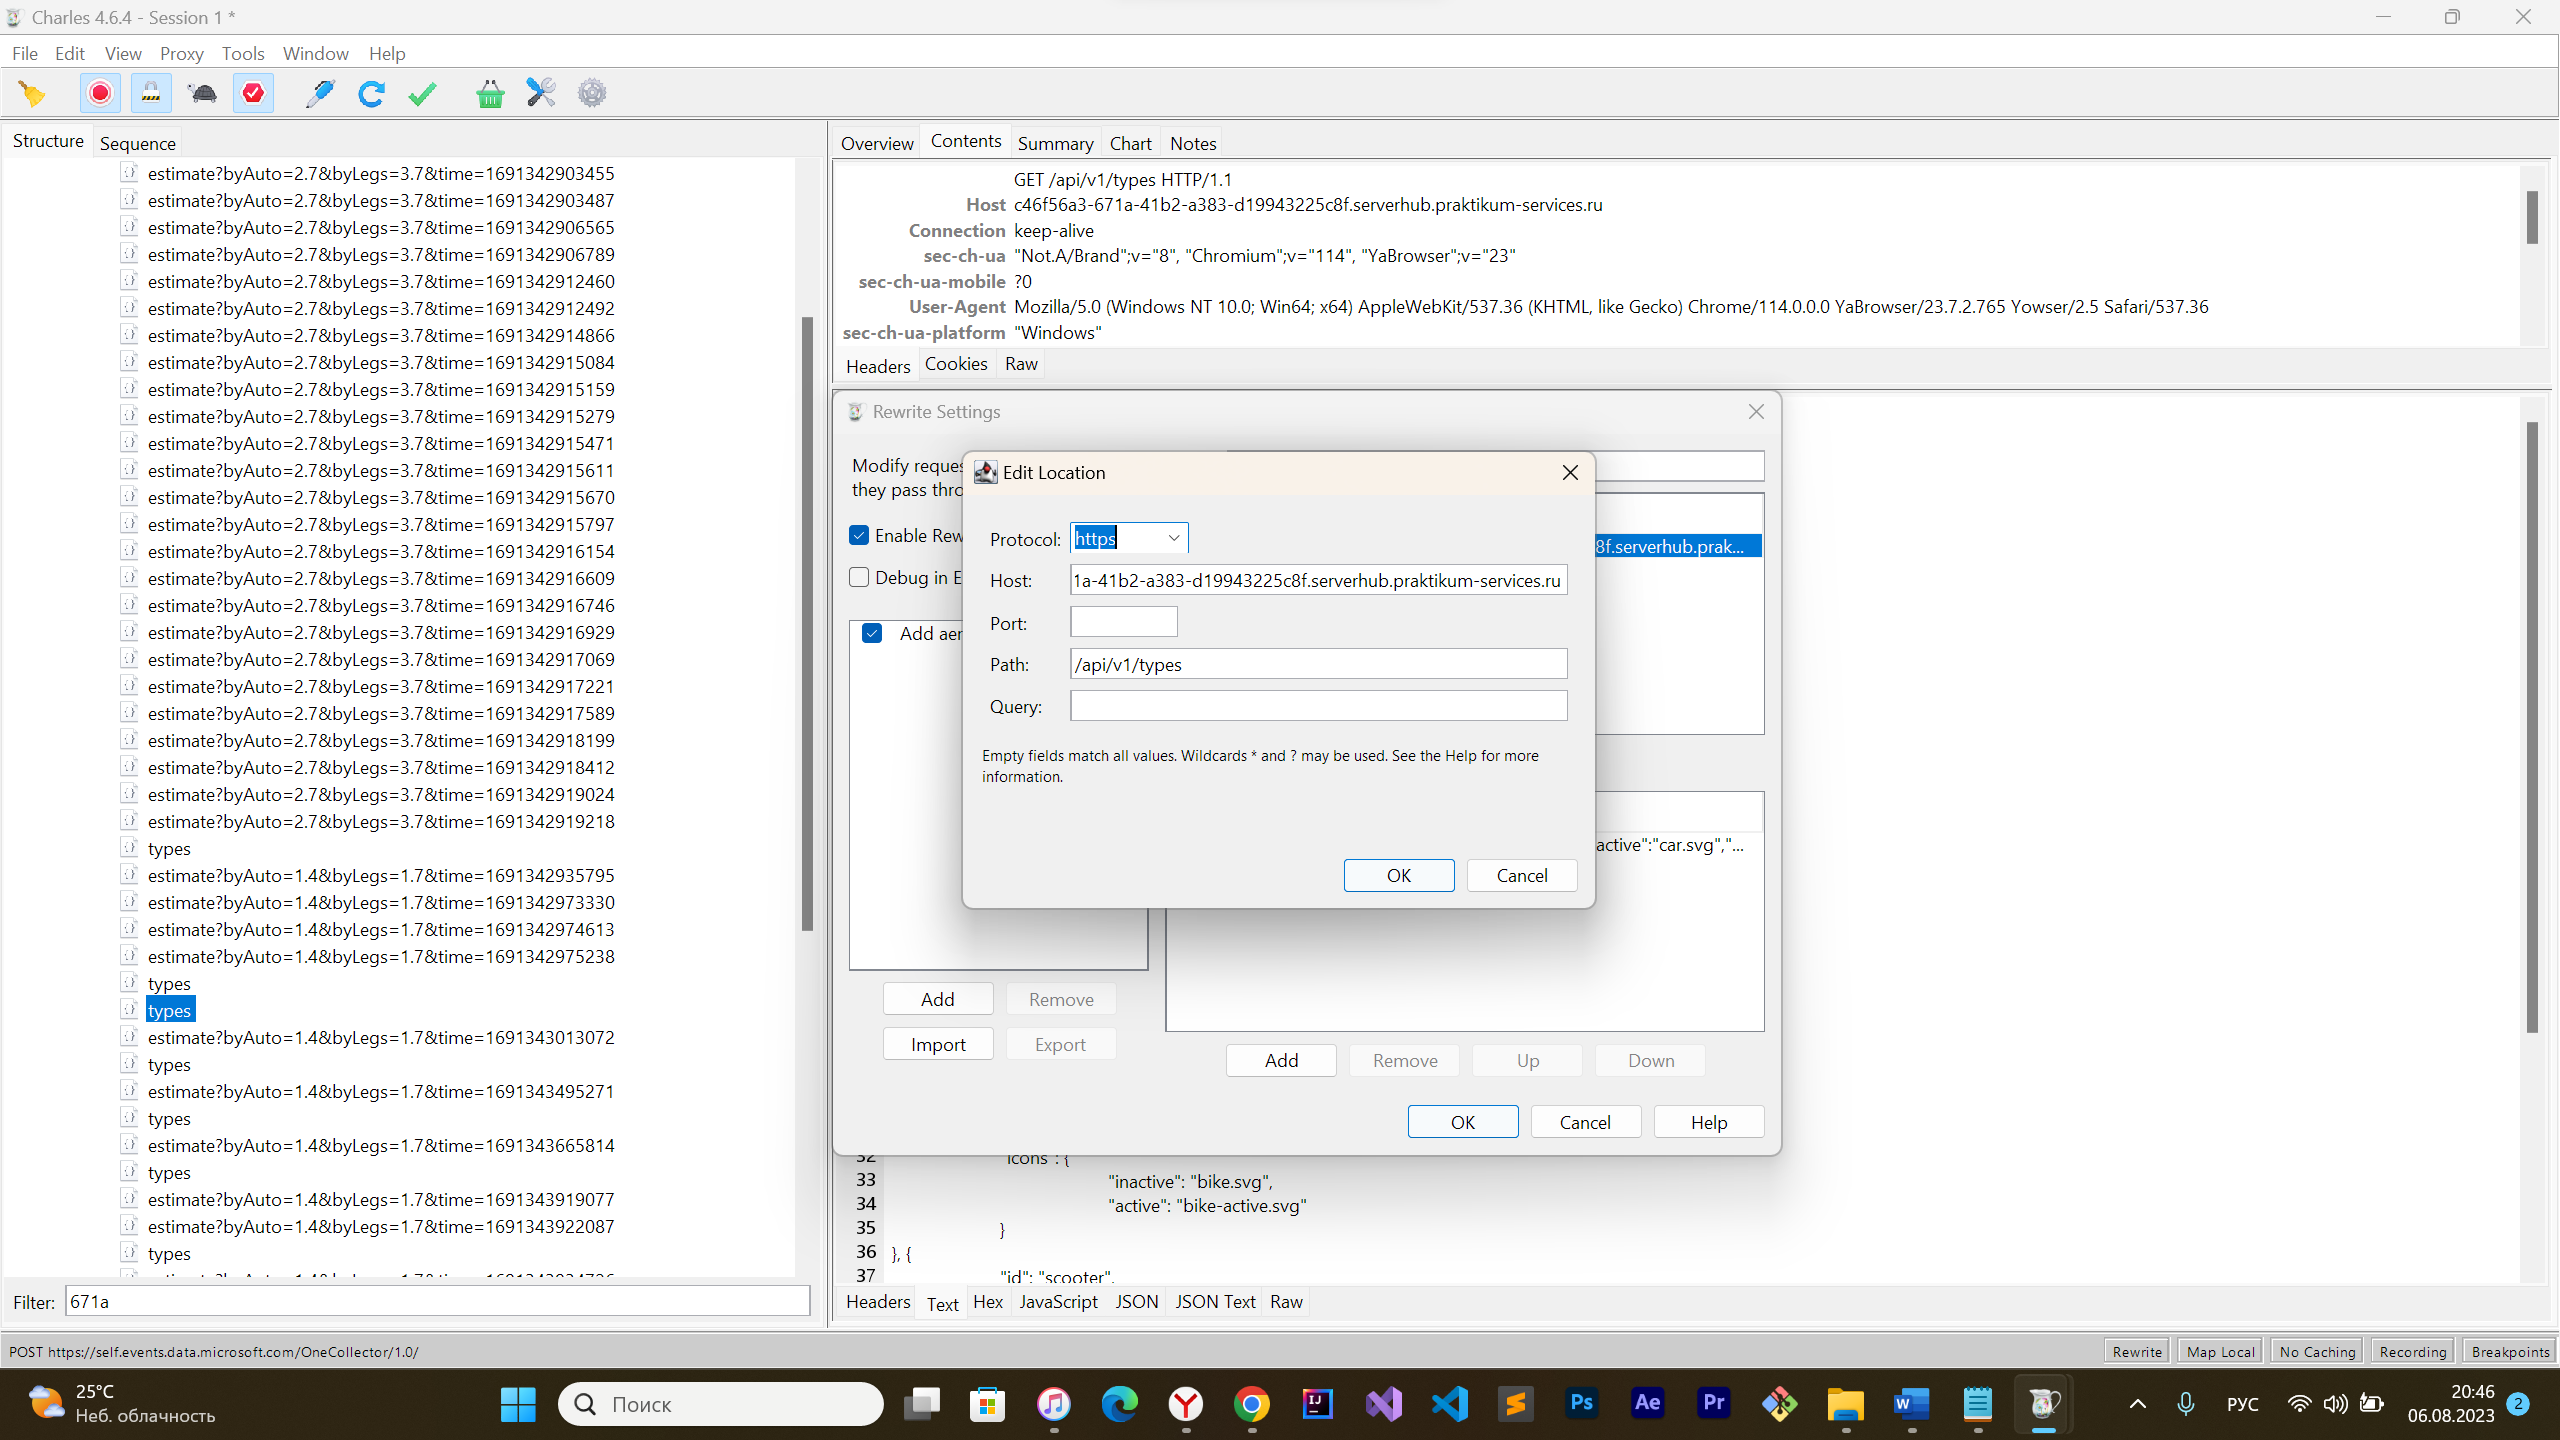 Charles 4.6.4 - Session 1 *
File Edit View Proxy Tools Window Help
Structure Sequence
estimate?byAuto=2.7&byLegs=3.7&time=1691342903455
estimate?byAuto=2.7&byLegs=3.7&time=1691342903487
estimate?byAuto=2.7&byLegs=3.7&time=1691342906565
estimate?byAuto=2.7&byLegs=3.7&time=1691342906789
estimate?byAuto=2.7&byLegs=3.7&time=1691342912460
estimate?byAuto=2.7&byLegs=3.7&time=1691342912492
estimate?byAuto=2.7&byLegs=3.7&time=1691342914866
estimate?byAuto=2.7&byLegs=3.7&time=1691342915084
estimate?byAuto=2.7&byLegs=3.7&time=1691342915159
estimate?byAuto=2.7&byLegs=3.7&time=1691342915279
estimate?byAuto=2.7&byLegs=3.7&time=1691342915471
estimate?byAuto=2.7&byLegs=3.7&time=1691342915611
estimate?byAuto=2.7&byLegs=3.7&time=1691342915670
estimate?byAuto=2.7&byLegs=3.7&time=1691342915797
estimate?byAuto=2.7&byLegs=3.7&time=1691342916154
estimate?byAuto=2.7&byLegs=3.7&time=1691342916609
estimate?byAuto=2.7&byLegs=3.7&time=1691342916746
estimate?byAuto=2.7&byLegs=3.7&time=1691342916929
estimate?byAuto=2.7&byLegs=3.7&time=1691342917069
estimate?byAuto=2.7&byLegs=3.7&time=1691342917221
estimate?byAuto=2.7&byLegs=3.7&time=1691342917589
estimate?byAuto=2.7&byLegs=3.7&time=1691342918199
estimate?byAuto=2.7&byLegs=3.7&time=1691342918412
estimate?byAuto=2.7&byLegs=3.7&time=1691342919024
estimate?byAuto=2.7&byLegs=3.7&time=1691342919218
types
estimate?byAuto=1.4&byLegs=1.7&time=1691342935795
estimate?byAuto=1.4&byLegs=1.7&time=1691342973330
estimate?byAuto=1.4&byLegs=1.7&time=1691342974613
estimate?byAuto=1.4&byLegs=1.7&time=1691342975238
types
types
estimate?byAuto=1.4&byLegs=1.7&time=1691343013072
types
estimate?byAuto=1.4&byLegs=1.7&time=1691343495271
types
estimate?byAuto=1.4&byLegs=1.7&time=1691343665814
types
estimate?byAuto=1.4&byLegs=1.7&time=1691343919077
estimate?byAuto=1.4&byLegs=1.7&time=1691343922087
types
Filter: 671a
Overview Contents Summary Chart Notes
GET /api/v1/types HTTP/1.1
Host c46f56a3-671a-41b2-a383-d19943225c8f.serverhub.praktikum-services.ru
Connection keep-alive
sec-ch-ua "Not.A/Brand";v="8", "Chromium";v="114", "YaBrowser";v="23"
sec-ch-ua-mobile ?0
User-Agent Mozilla/5.0 (Windows NT 10.0; Win64; x64) AppleWebKit/537.36 (KHTML, like Gecko) Chrome/114.0.0.0 YaBrowser/23.7.2.765 Yowser/2.5 Safari/537.36
sec-ch-ua-platform "Windows"
Headers Cookies Raw
Rewrite Settings
Modify reques
they pass thro
Enable Rew
Debug in E
Add aer
8f.serverhub.prak...
active":"car.svg","...
Edit Location
Protocol: https
Host: 1a-41b2-a383-d19943225c8f.serverhub.praktikum-services.ru
Port:
Path: /api/v1/types
Query:
Empty fields match all values. Wildcards * and ? may be used. See the Help for more
information.
OK Cancel
Add Remove
Import Export
Add Remove Up Down
OK Cancel Help
32 "icons": {
33 "inactive": "bike.svg",
34 "active": "bike-active.svg"
35 }
36 }, {
37 "id": "scooter",
Headers Text Hex JavaScript JSON JSON Text Raw
POST https://self.events.data.microsoft.com/OneCollector/1.0/
Rewrite Map Local No Caching Recording Breakpoints
25°C
Неб. облачность
Поиск
IJ
Ps
Ae
Pr
W
РУС
20:46
06.08.2023
2